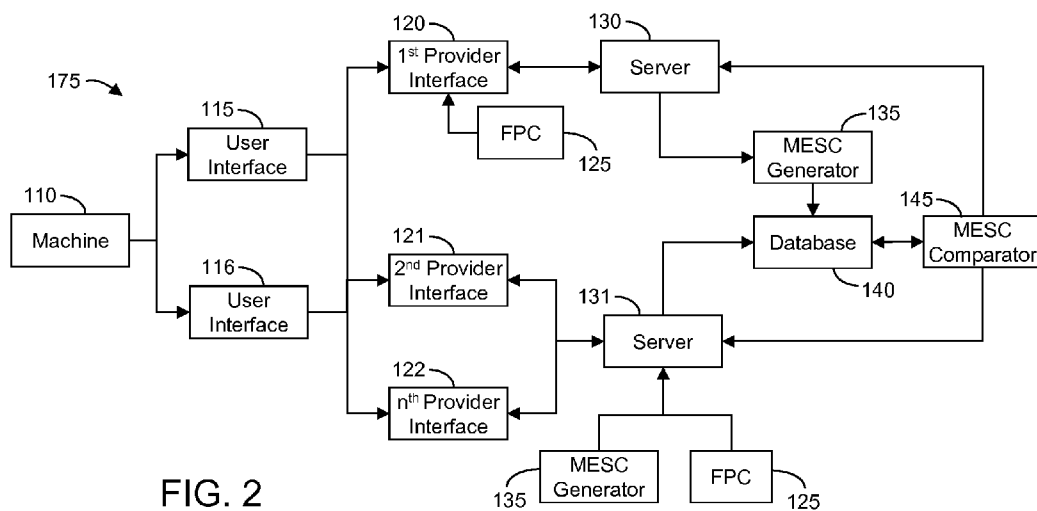 175
120
1st Provider
Interface
130
Server
115
User
Interface
FPC
125
135
MESC
Generator
110
Machine
145
MESC
Comparator
Database
140
116
User
Interface
121
2nd Provider
Interface
131
Server
122
nth Provider
Interface
MESC
Generator
135
FPC
125
FIG. 2